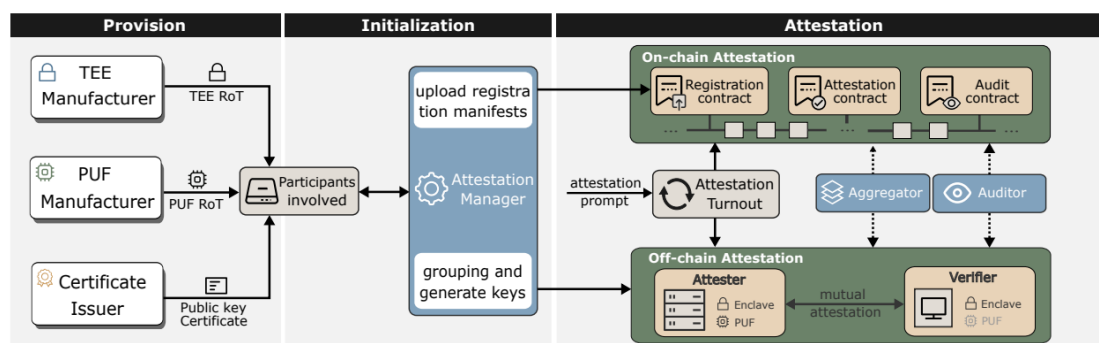 Provision
Initialization
Attestation
TEE
Manufacturer
TEE RoT
PUF
Manufacturer
PUF RoT
Certificate
Issuer
Public key
Certificate
Participants
involved
upload registra
tion manifests
Attestation
Manager
grouping and
generate keys
On-chain Attestation
Registration
contract
Attestation
contract
Audit
contract
...
...
...
attestation
prompt
Attestation
Turnout
Aggregator
Auditor
Off-chain Attestation
Attester
Enclave
PUF
mutual
attestation
Verifier
Enclave
PUF